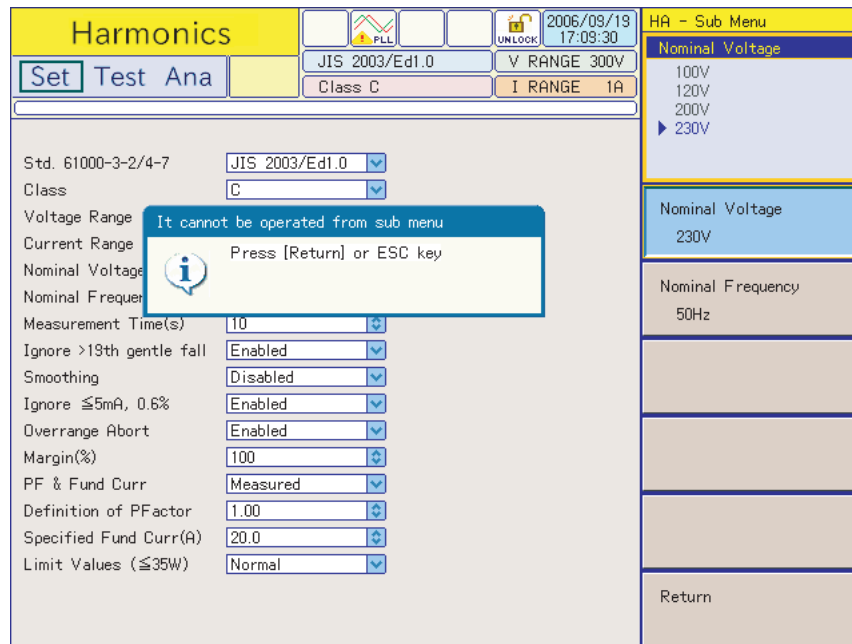 Harmonics
PLL
UNLOCK
2006/09/19
17:09:30
Set Test Ana
JIS 2003/Ed1.0
V RANGE 300V
Class C
I RANGE 1A
Std. 61000-3-2/4-7 JIS 2003/Ed1.0
Class C
Voltage Range
Current Range
Nominal Voltage
Nominal Frequen
It cannot be operated from sub menu
Press [Return] or ESC key
Measurement Time(s) 10
Ignore >19th gentle fall Enabled
Smoothing Disabled
Ignore ≦5mA, 0.6% Enabled
Overrange Abort Enabled
Margin(%) 100
PF & Fund Curr Measured
Definition of PFactor 1.00
Specified Fund Curr(A) 20.0
Limit Values (≦35W) Normal
HA - Sub Menu
Nominal Voltage
100V
120V
200V
230V
Nominal Voltage
230V
Nominal Frequency
50Hz
Return